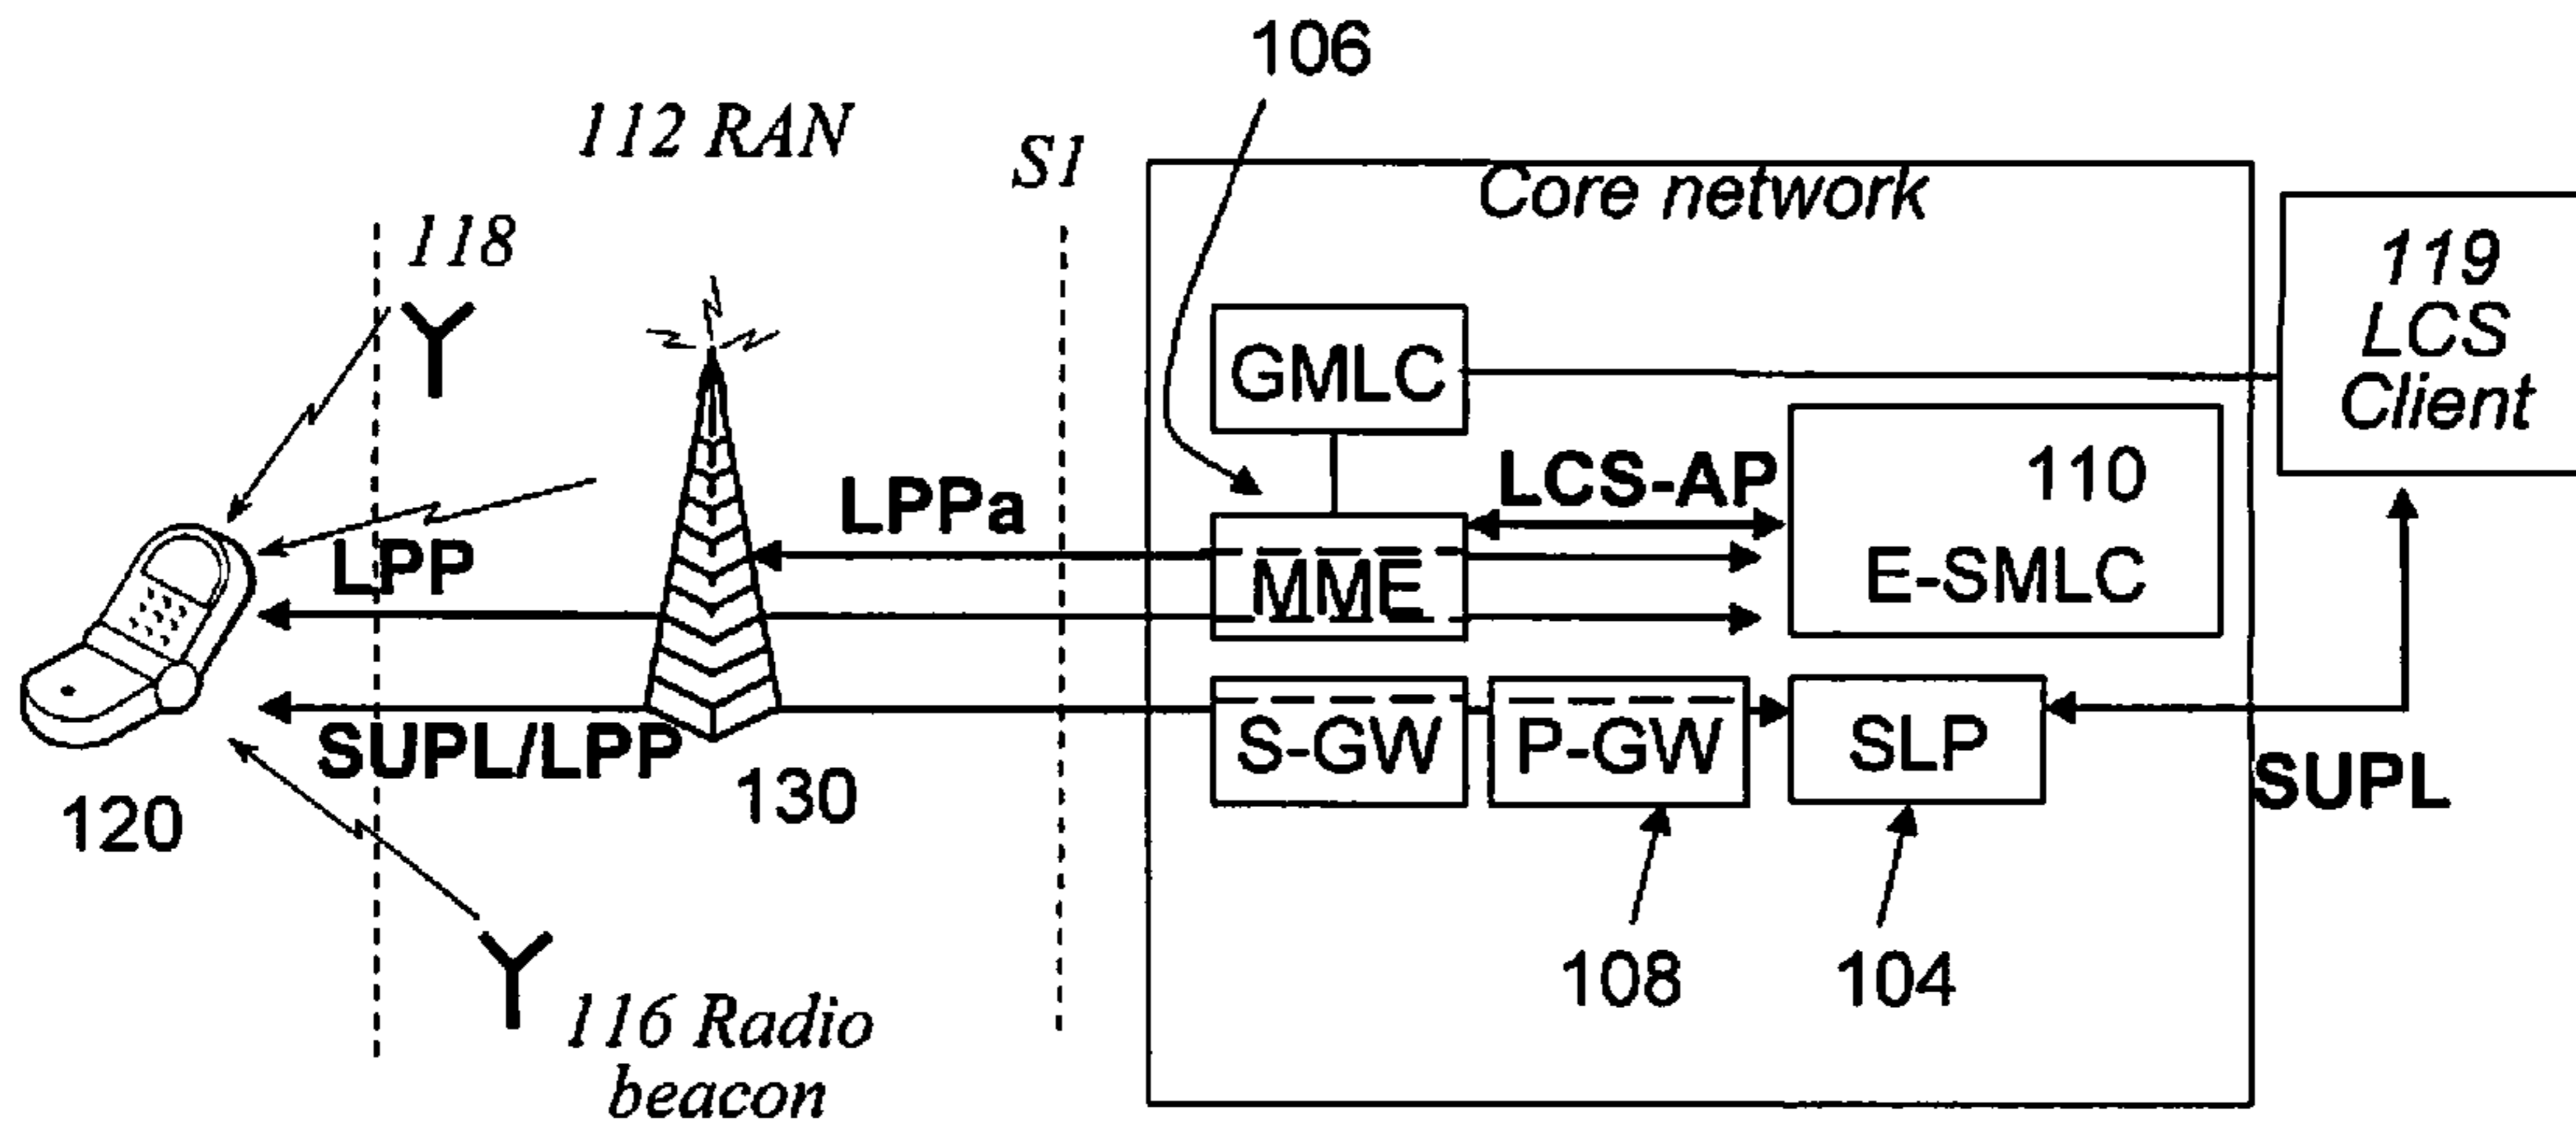 106
112 RAN
S1
Core network
118
119
LCS
Client
GMLC
LPPa
LCS-AP
110
E-SMLC
LPP
MME
SUPL/LPP
S-GW
P-GW
SLP
SUPL
120
130
108
104
116 Radio
beacon